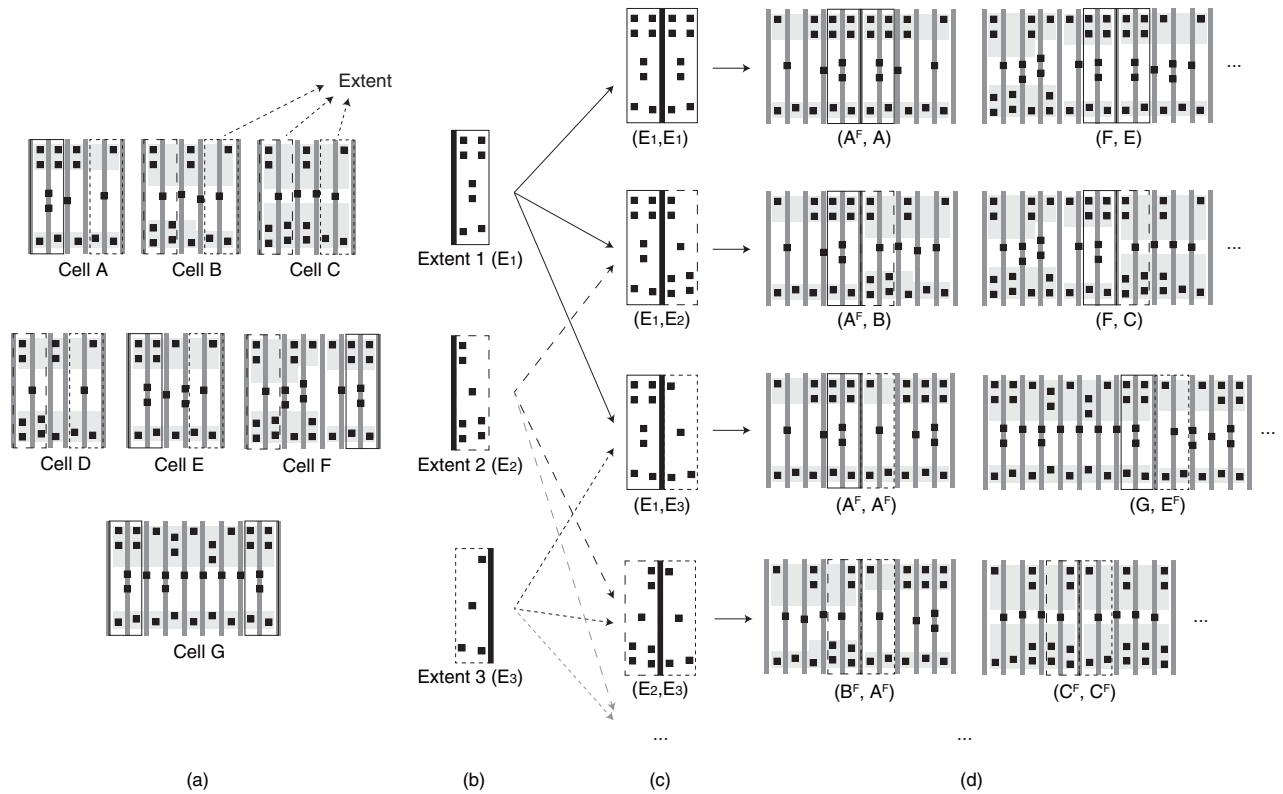 Extent
Cell A
Cell B
Cell C
Cell D
Cell E
Cell F
Cell G
(a)
Extent 1 (E1)
Extent 2 (E2)
Extent 3 (E3)
(b)
(E1,E1)
(E1,E2)
(E1,E3)
(E2,E3)
...
(c)
(Aᶠ, A)
(F, E)
...
(Aᶠ, B)
(F, C)
...
(Aᶠ, Aᶠ)
(G, Eᶠ)
...
(Bᶠ, Aᶠ)
(Cᶠ, Cᶠ)
...
...
(d)